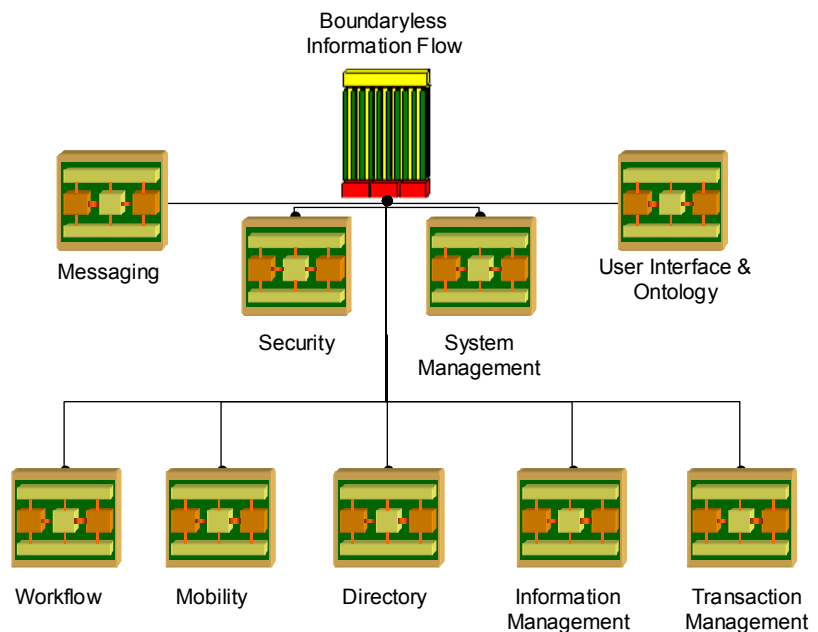 Boundaryless
Information Flow
Messaging
User Interface &
Ontology
Security
System
Management
Workflow
Mobility
Directory
Information
Management
Transaction
Management